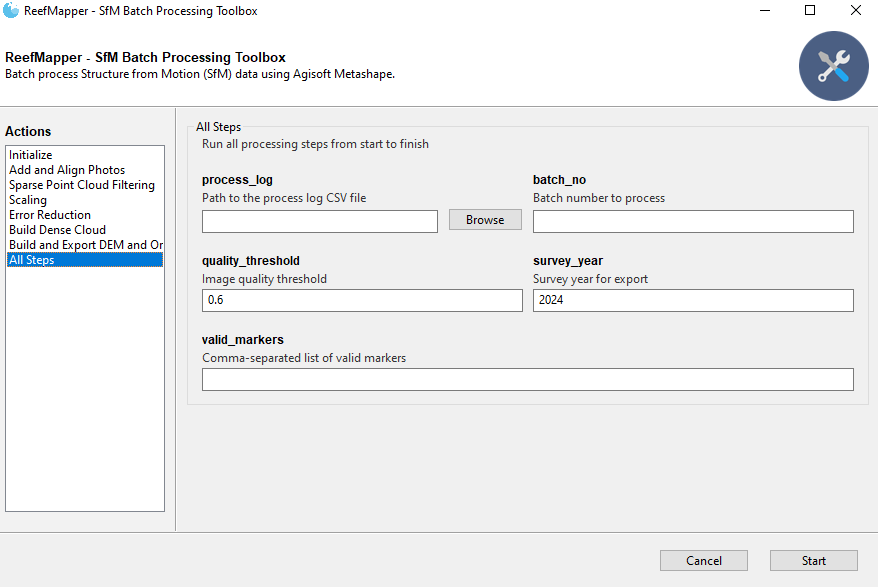 ReefMapper - SfM Batch Processing Toolbox
ReefMapper - SfM Batch Processing Toolbox
Batch process Structure from Motion (SfM) data using Agisoft Metashape.
Actions
Initialize
Add and Align Photos
Sparse Point Cloud Filtering
Scaling
Error Reduction
Build Dense Cloud
Build and Export DEM and Or
All Steps
All Steps
Run all processing steps from start to finish
process_log
Path to the process log CSV file
Browse
batch_no
Batch number to process
quality_threshold
Image quality threshold
0.6
survey_year
Survey year for export
2024
valid_markers
Comma-separated list of valid markers
Cancel
Start